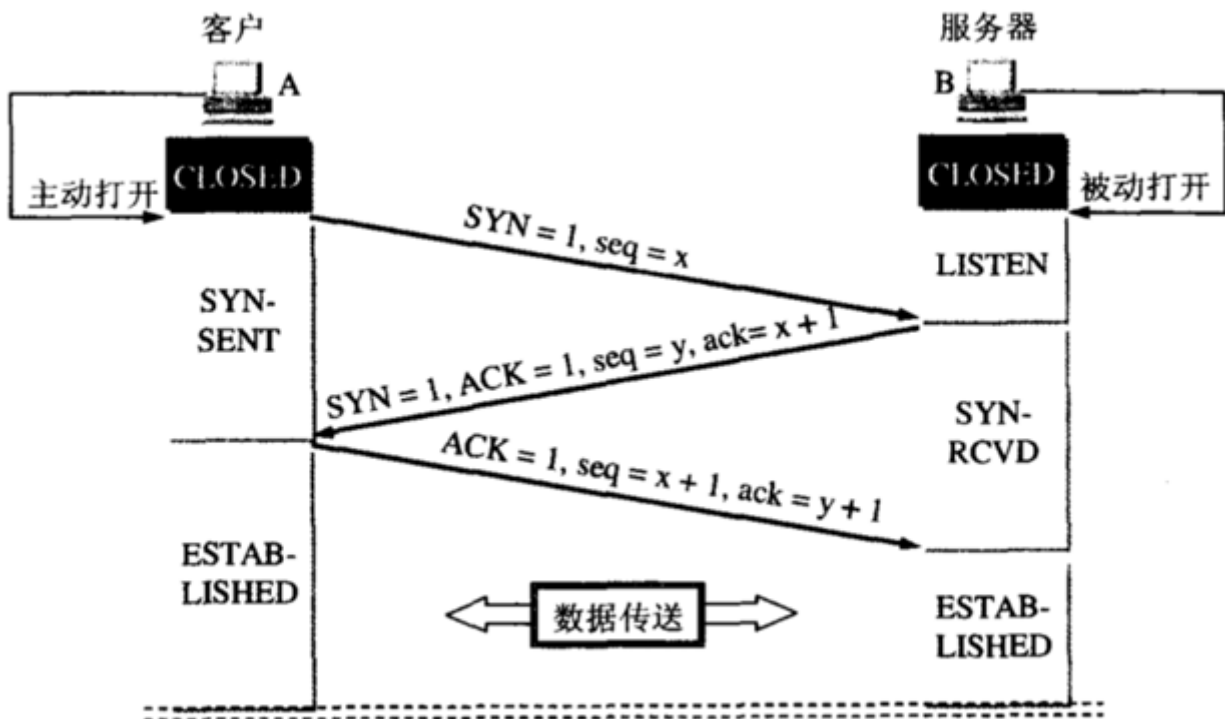 客户
服务器
A
B
CLOSED
CLOSED
主动打开
被动打开
SYN = 1, seq = x
LISTEN
SYN-
SENT
SYN = 1, ACK = 1, seq = y, ack= x + 1
SYN-
RCVD
ACK = 1, seq = x + 1, ack = y + 1
ESTAB-
LISHED
数据传送
ESTAB-
LISHED